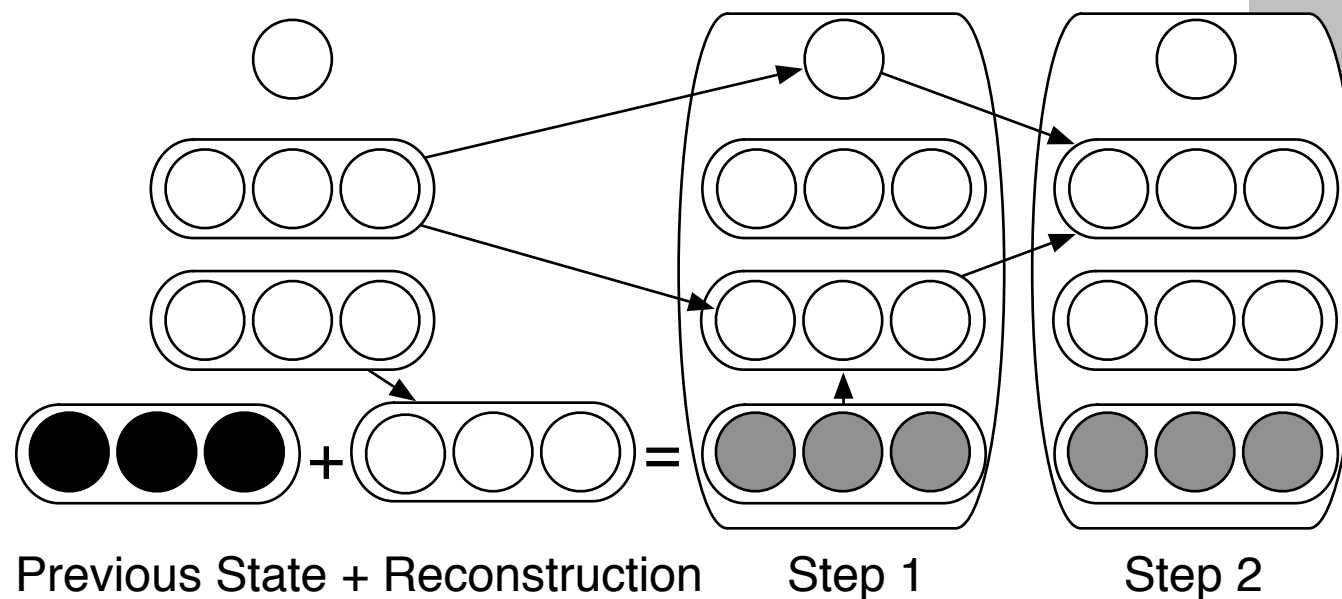 + =
Previous State + Reconstruction Step 1 Step 2